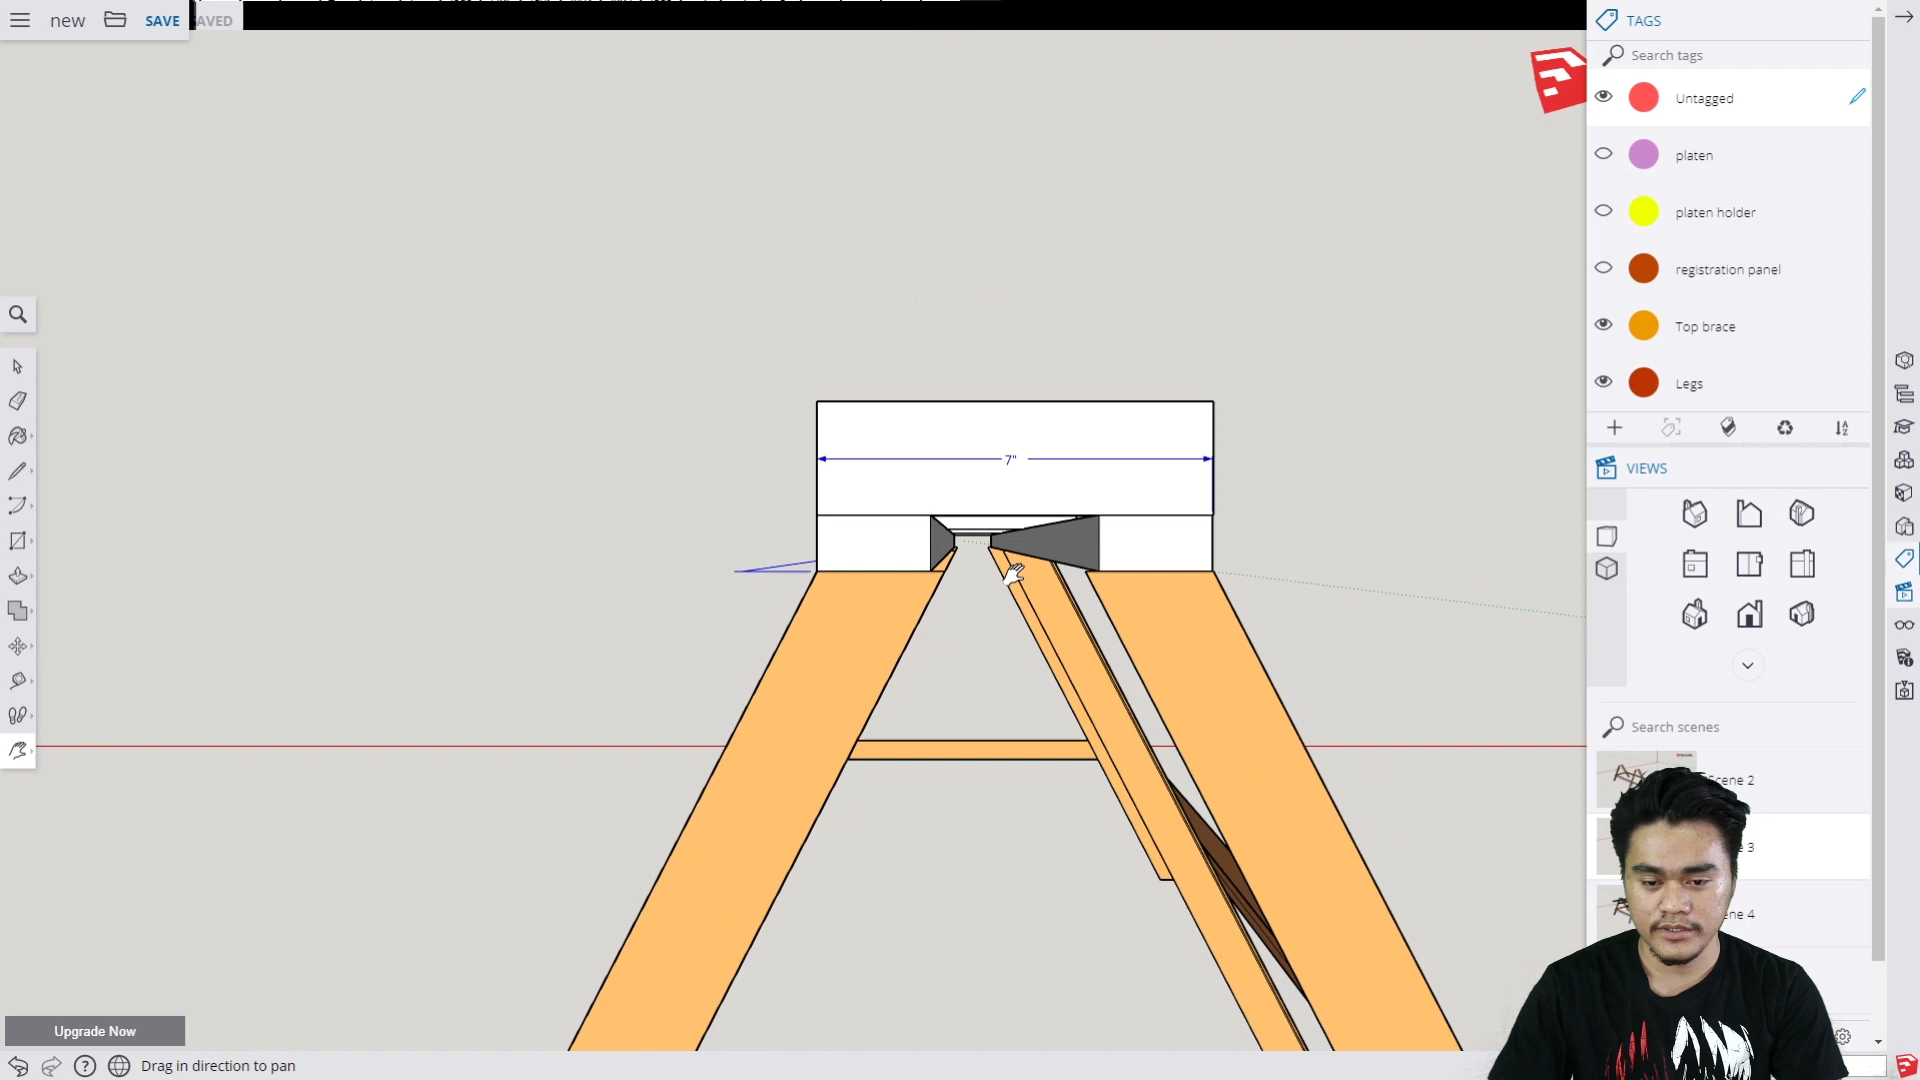 new SAVE AVED
TAGS
Search tags
Untagged
platen
platen holder
registration panel
Top brace
Legs
7"
VIEWS
Search scenes
cene 2
3
ene 4
Upgrade Now
Drag in direction to pan